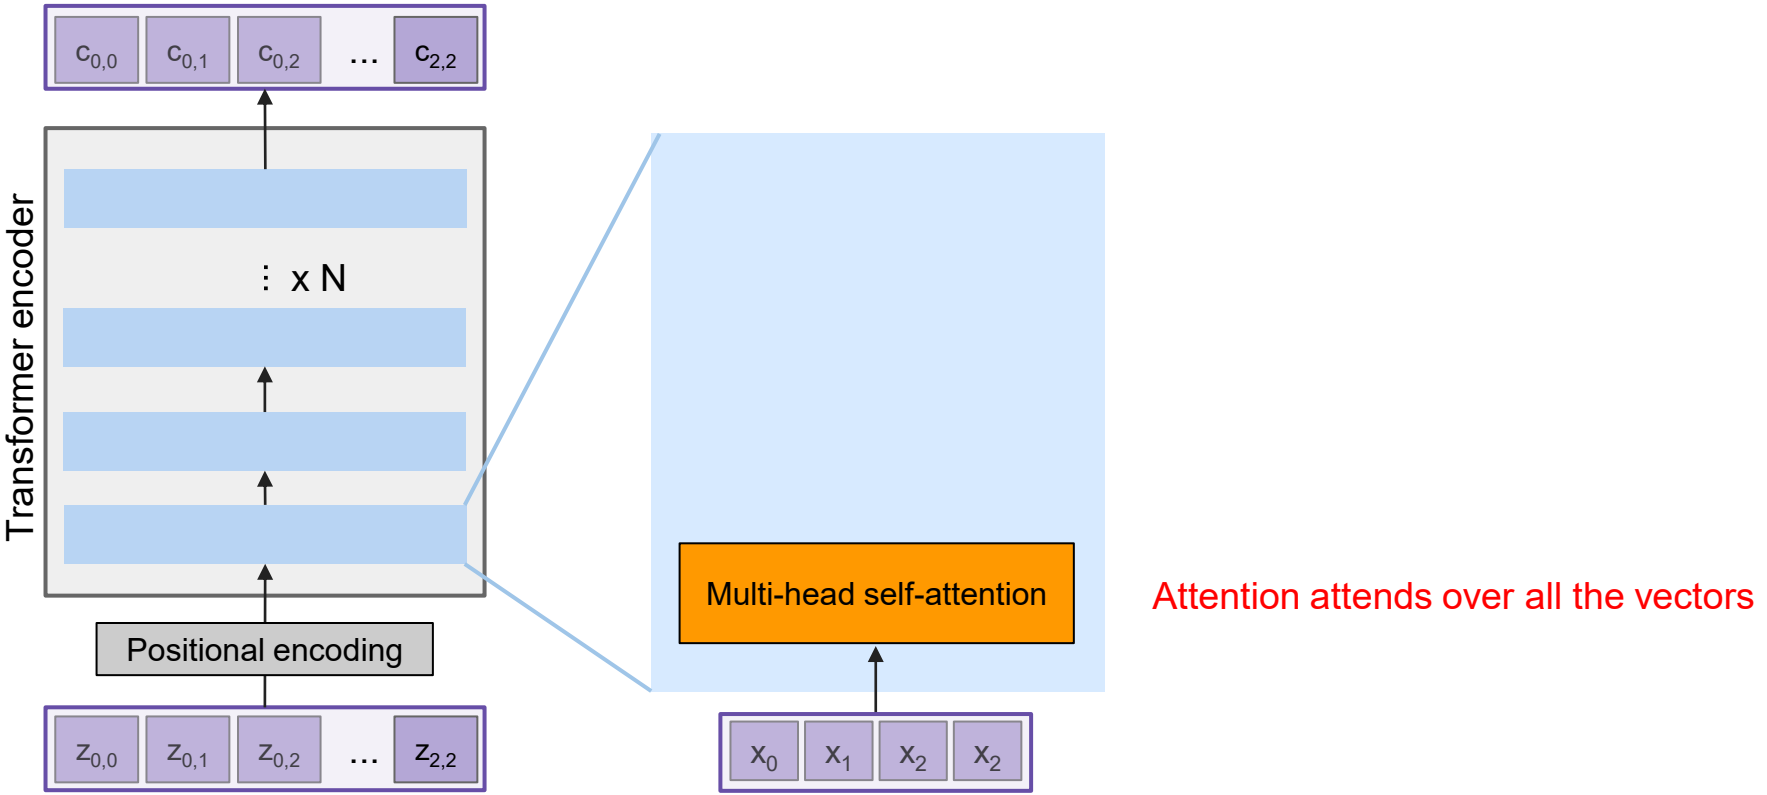 c0,0 c0,1 c0,2 ... c2,2
Transformer encoder
⋮ x N
Positional encoding
z0,0 z0,1 z0,2 ... z2,2
Multi-head self-attention
Attention attends over all the vectors
x0 x1 x2 x2